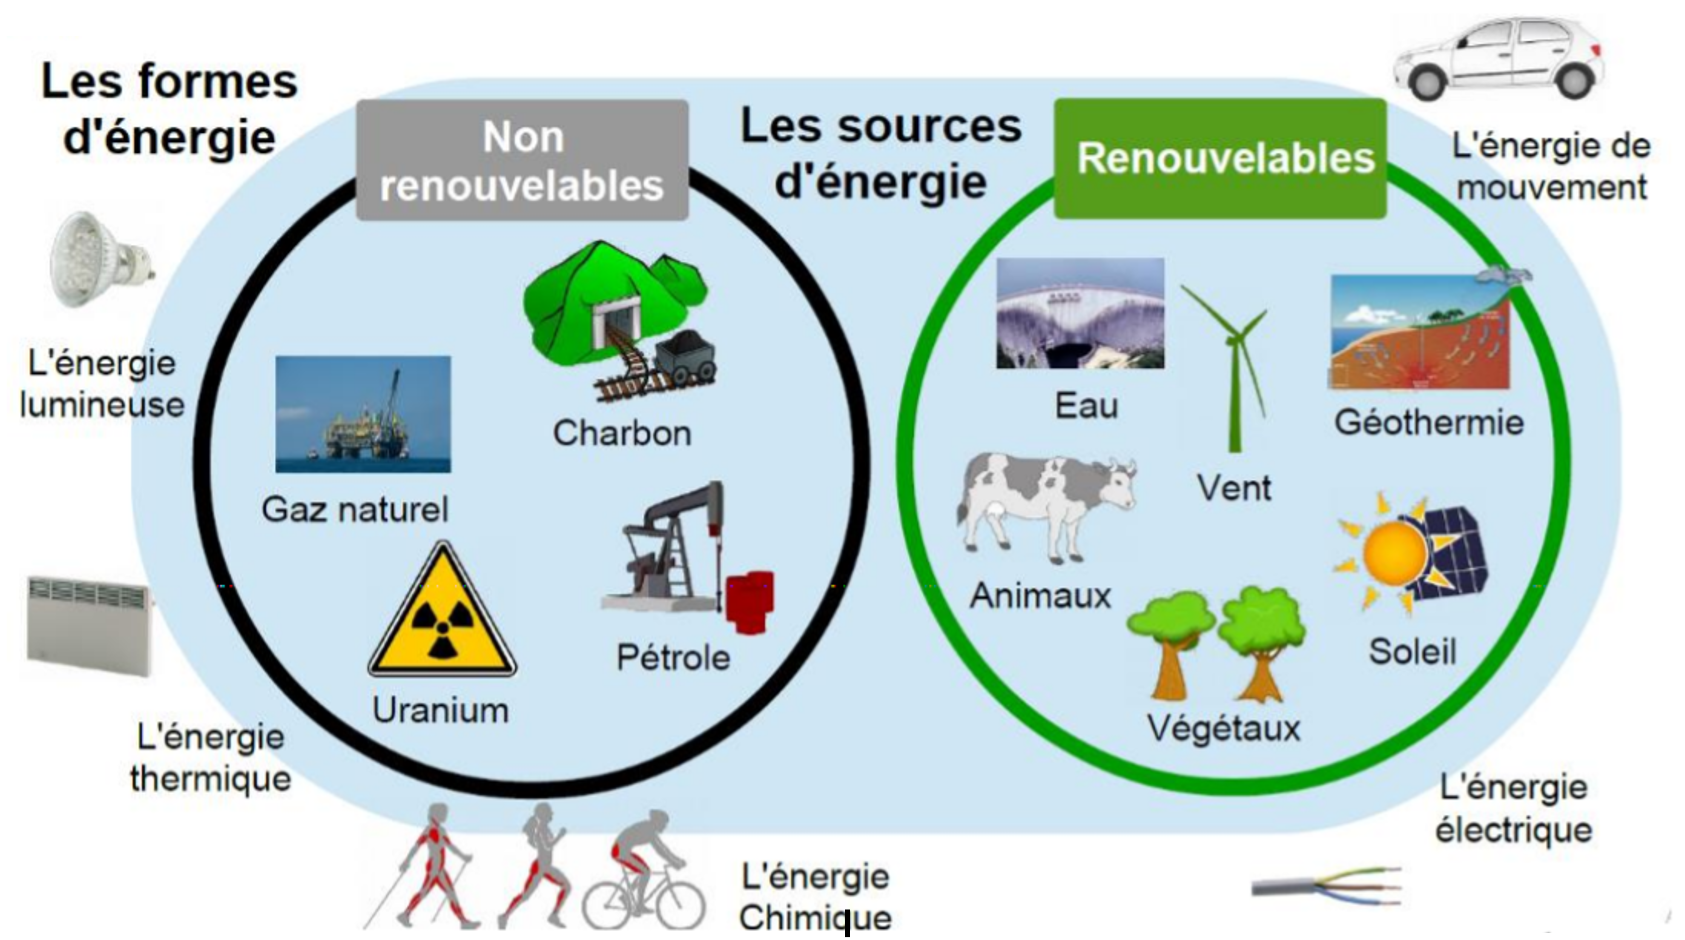 Les formes
d'énergie
Non
renouvelables
Les sources
d'énergie
Renouvelables
L'énergie de
mouvement
L'énergie
lumineuse
Charbon
Gaz naturel
Uranium
Pétrole
Eau
Vent
Géothermie
Animaux
Végétaux
Soleil
L'énergie
thermique
L'énergie
Chimique
L'énergie
électrique